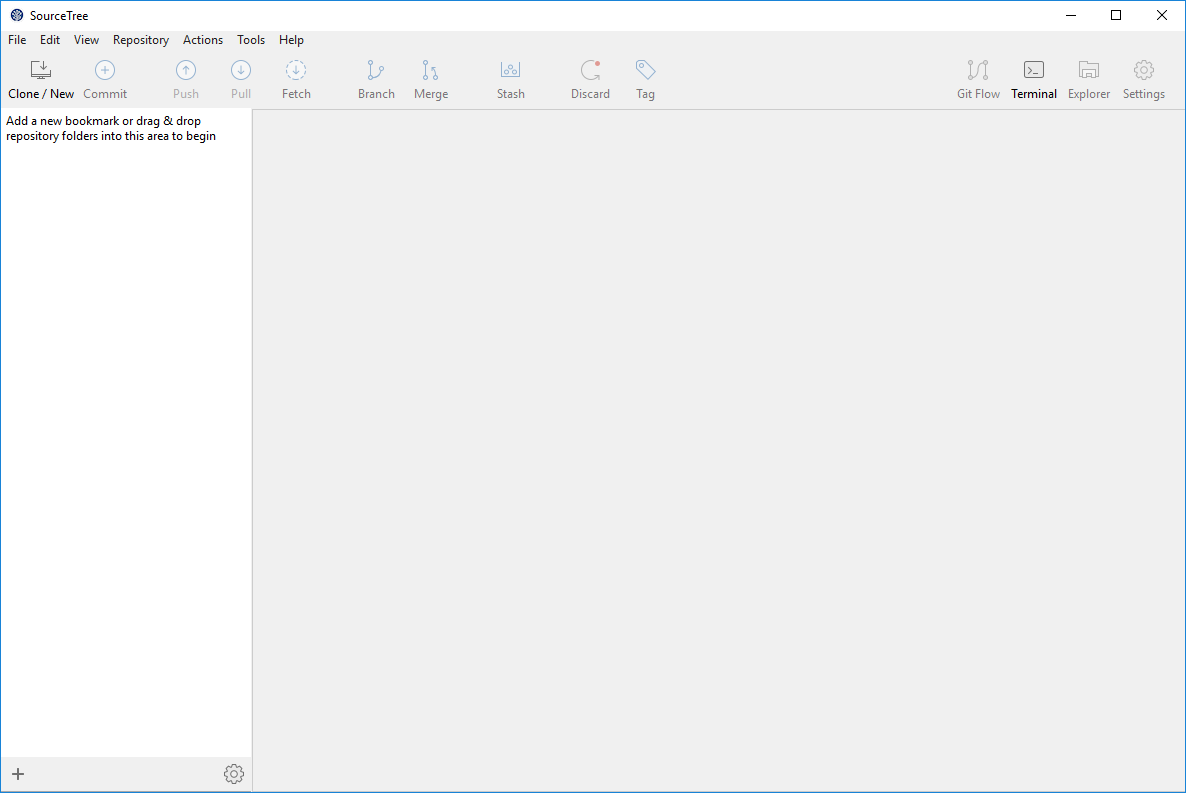 SourceTree
File Edit View Repository Actions Tools Help
Clone / New Commit Push Pull Fetch Branch Merge Stash Discard Tag Git Flow Terminal Explorer Settings
Add a new bookmark or drag & drop
repository folders into this area to begin